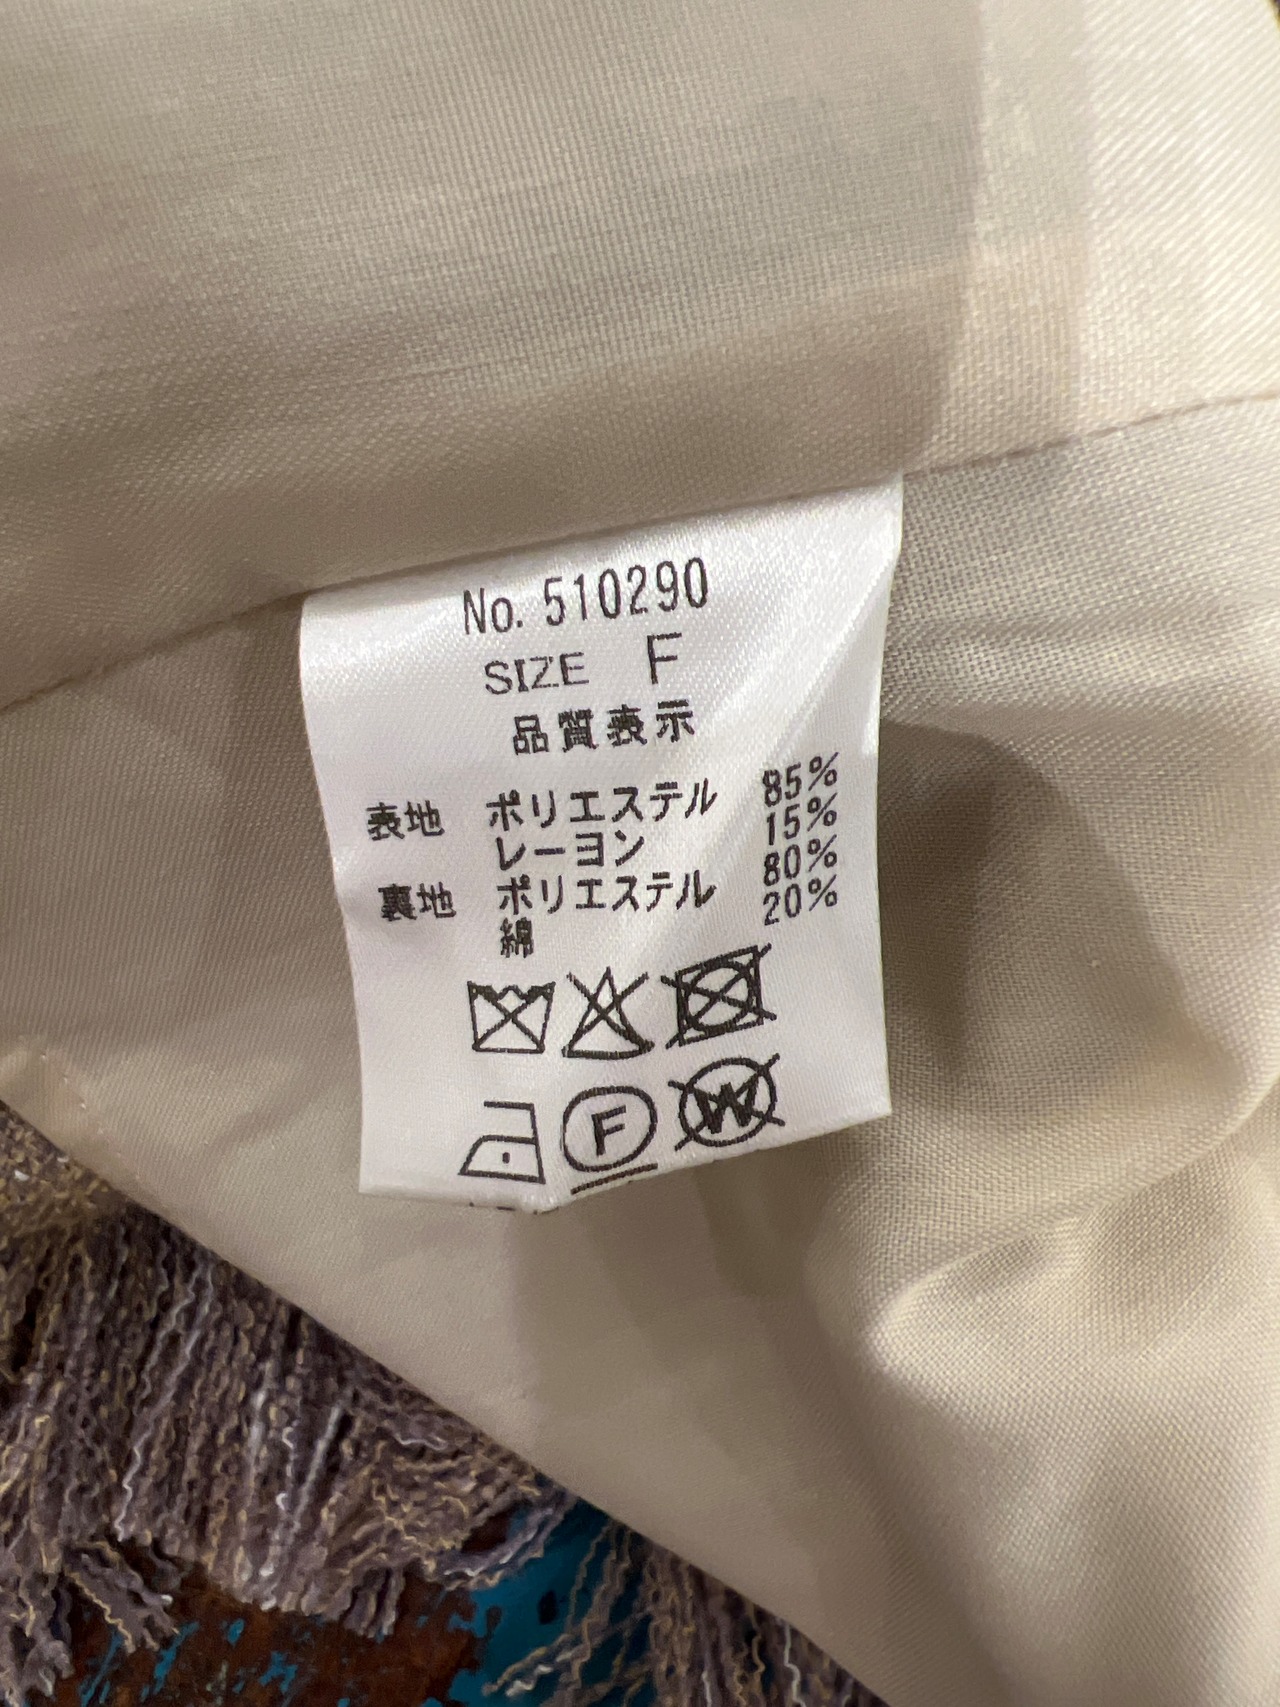 No. 510290
SIZE F
品質表示
表地 ポリエステル 85%
レーヨン 15%
裏地 ポリエステル 80%
綿 20%
F
W